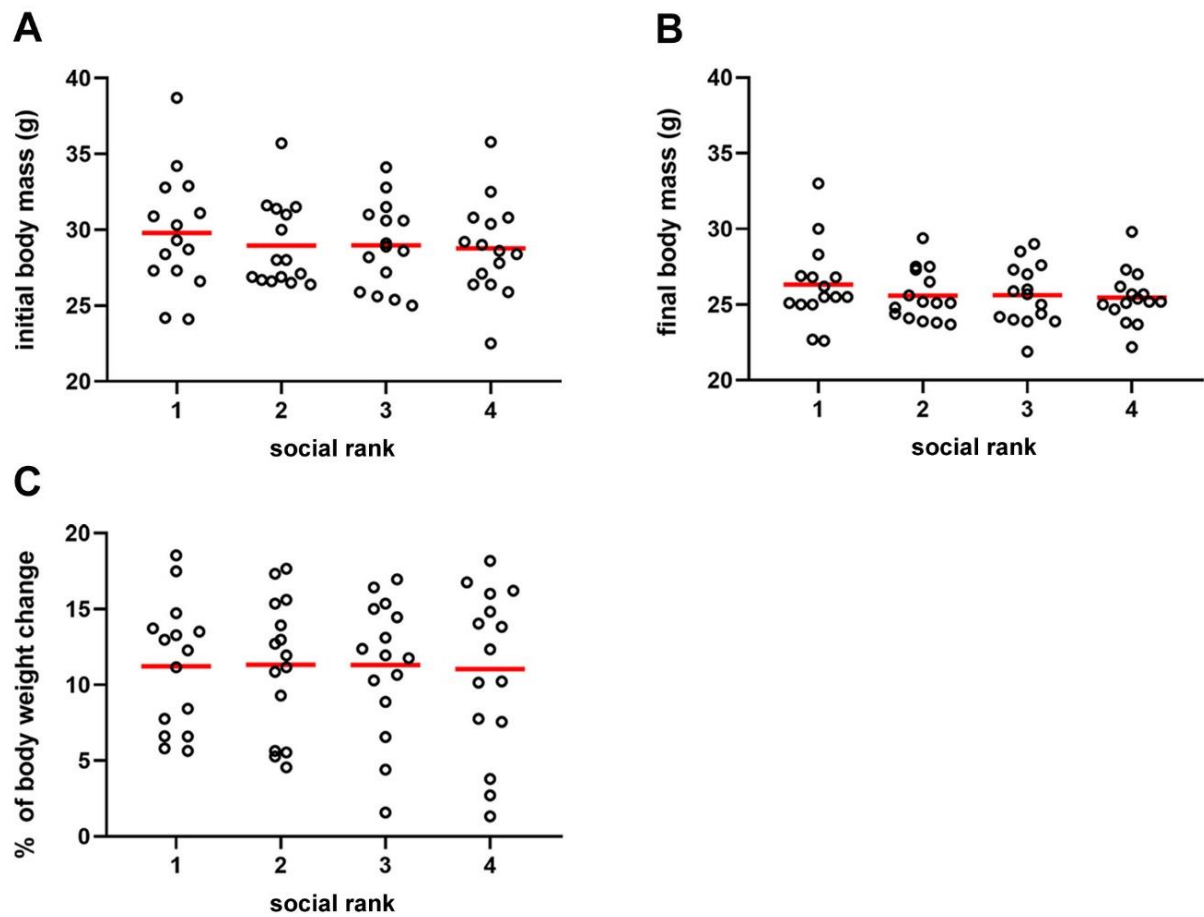 A
initial body mass (g)
40
35
30
25
20
1 2 3 4
social rank
B
final body mass (g)
40
35
30
25
20
1 2 3 4
social rank
C
% of body weight change
20
15
10
5
0
1 2 3 4
social rank